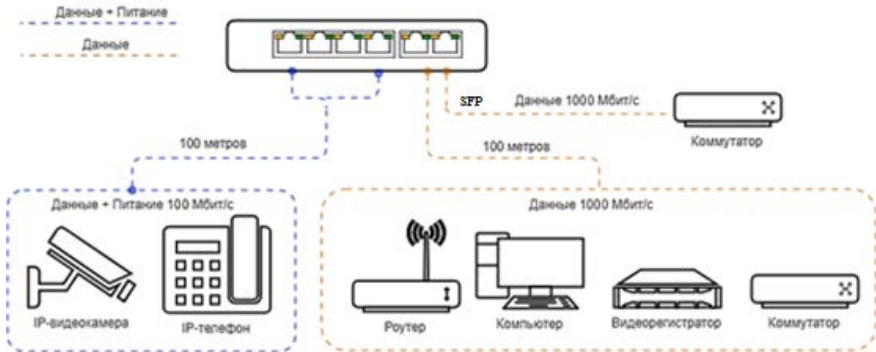 Данные + Питание
Данные
SFP
Данные 1000 Мбит/с
Коммутатор
100 метров
100 метров
Данные + Питание 100 Мбит/с
Данные 1000 Мбит/с
IP-видеокамера
IP-телефон
Роутер
Компьютер
Видеорегистратор
Коммутатор